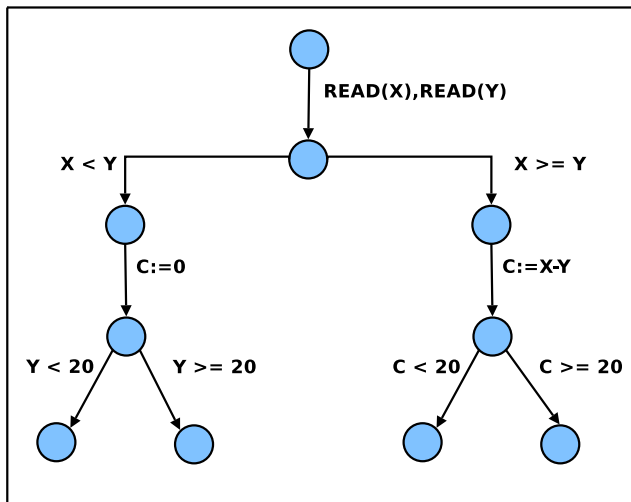 READ(X),READ(Y)
X < Y
X >= Y
C:=0
C:=X-Y
Y < 20
Y >= 20
C < 20
C >= 20